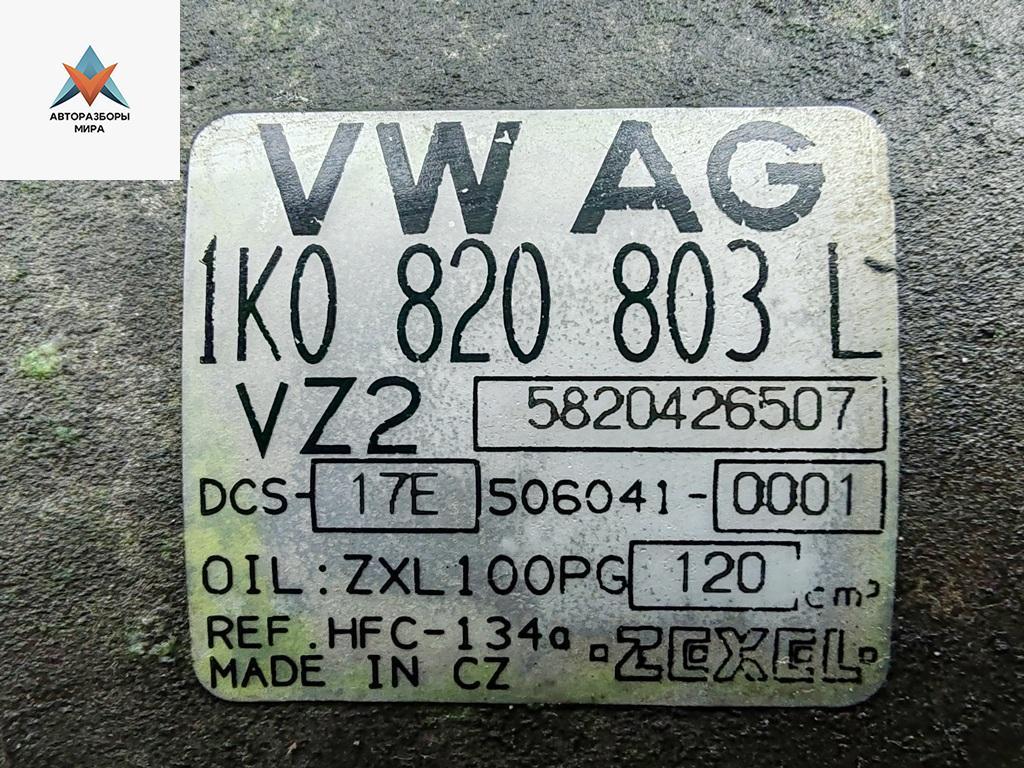 АВТОРАЗБОРЫ
МИРА
VW AG
1K0 820 803 L
VZ2 5820426507
DCS-17E 506041-0001
OIL:ZXL100PG 120 cm³
REF.HFC-134a ZEXEL
MADE IN CZ